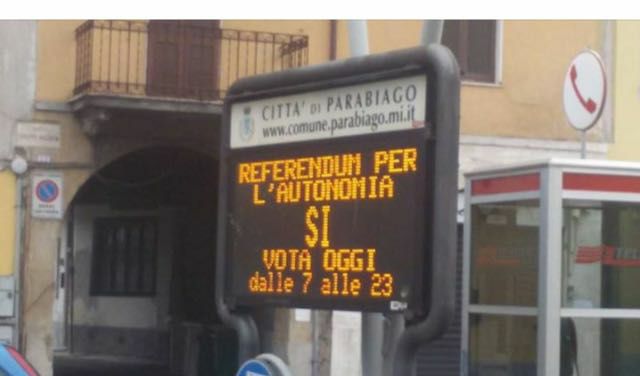 CITTA' DI PARABIAGO
www.comune.parabiago.mi.it
REFERENDUM PER
L'AUTONOMIA
SI
VOTA OGGI
dalle 7 alle 23